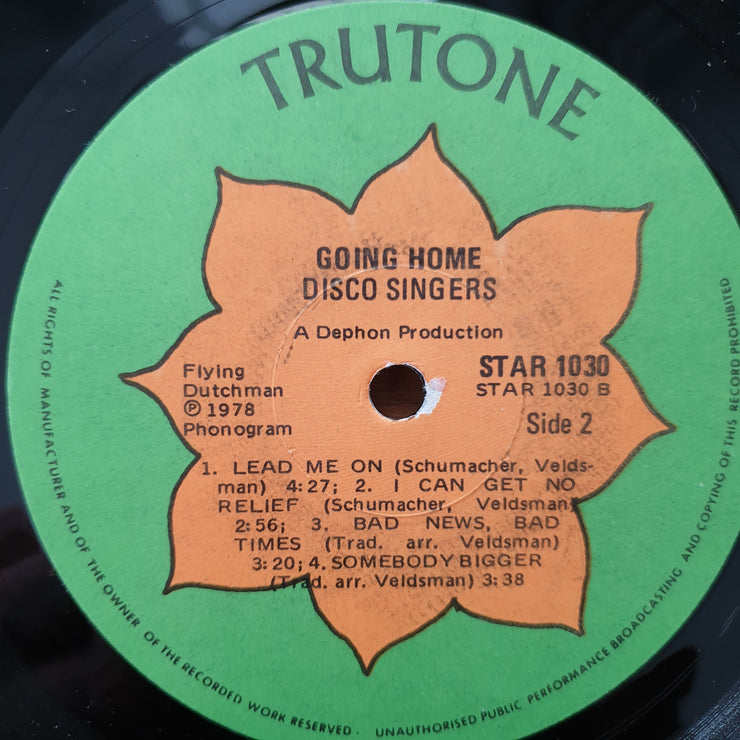 TRUTONE
GOING HOME
DISCO SINGERS
A Dephon Production
Flying
Dutchman
℗ 1978
Phonogram
STAR 1030
STAR 1030 B
Side 2
1. LEAD ME ON (Schumacher, Velds-
man) 4:27; 2. I CAN GET NO
RELIEF (Schumacher, Veldsman)
2:56; 3. BAD NEWS, BAD
TIMES (Trad. arr. Veldsman)
3:20; 4. SOMEBODY BIGGER
(Trad. arr. Veldsman) 3:38
ALL RIGHTS OF MANUFACTURER AND OF THE OWNER OF THE RECORDED WORK RESERVED · UNAUTHORISED PUBLIC PERFORMANCE BROADCASTING AND COPYING OF THIS RECORD PROHIBITED